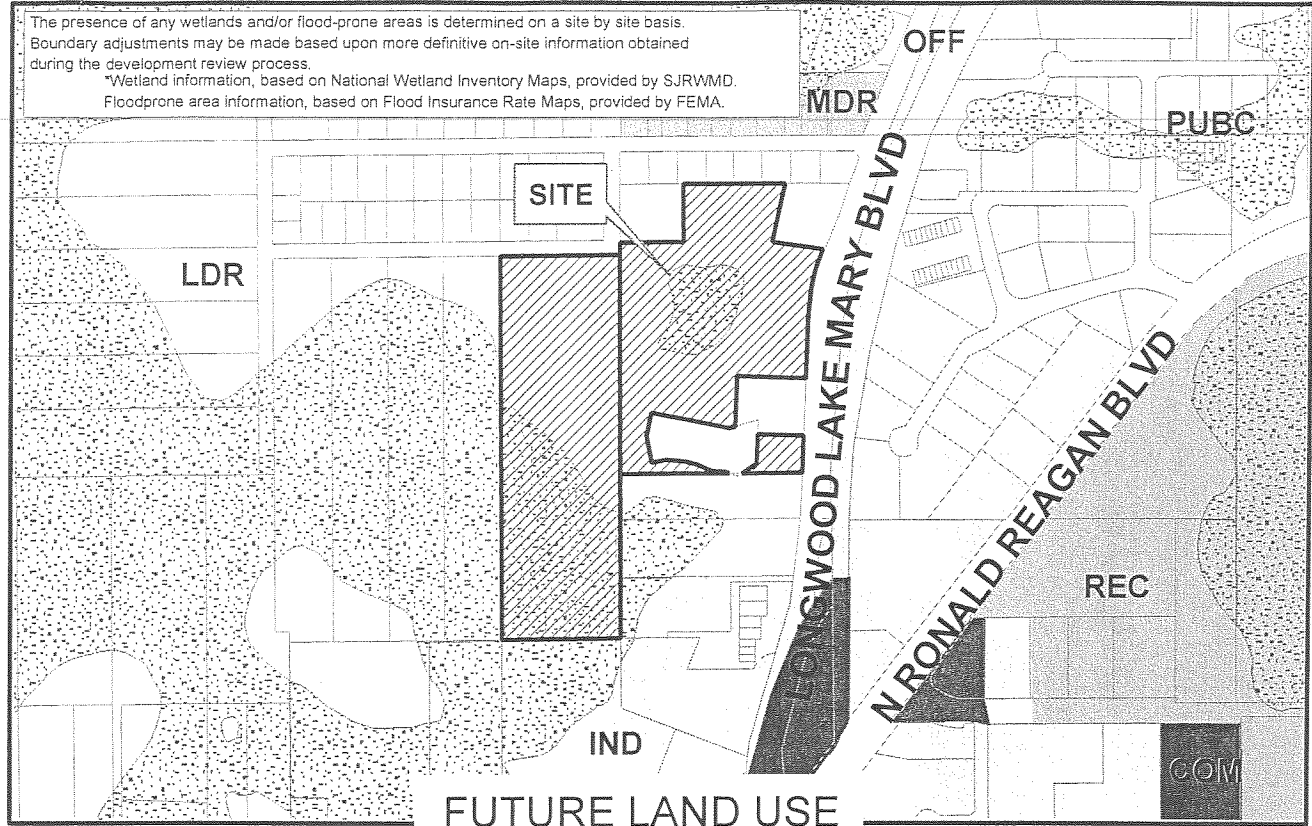 The presence of any wetlands and/or flood-prone areas is determined on a site by site basis.
Boundary adjustments may be made based upon more definitive on-site information obtained
during the development review process.
*Wetland information, based on National Wetland Inventory Maps, provided by SJRWMD.
Floodprone area information, based on Flood Insurance Rate Maps, provided by FEMA.
OFF
MDR
PUBC
SITE
LDR
LONGWOOD LAKE MARY BLVD
N RONALD REAGAN BLVD
REC
IND
COM
FUTURE LAND USE